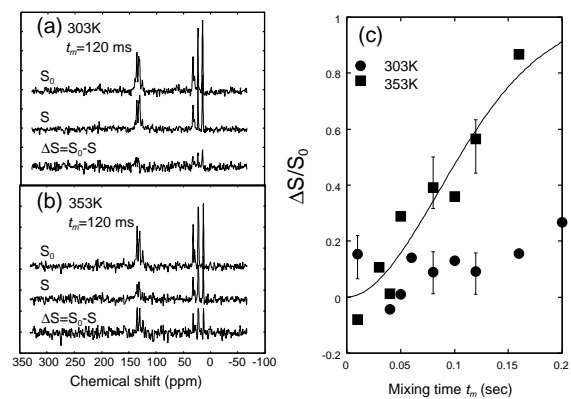 (a) 303K
tm=120 ms
S0
S
ΔS=S0-S
(b) 353K
tm=120 ms
S0
S
ΔS=S0-S
350 300 250 200 150 100 50 0 -50 -100
Chemical shift (ppm)
(c)
303K
353K
ΔS/S0
1
0.8
0.6
0.4
0.2
0
-0.2
0 0.05 0.1 0.15 0.2
Mixing time tm (sec)